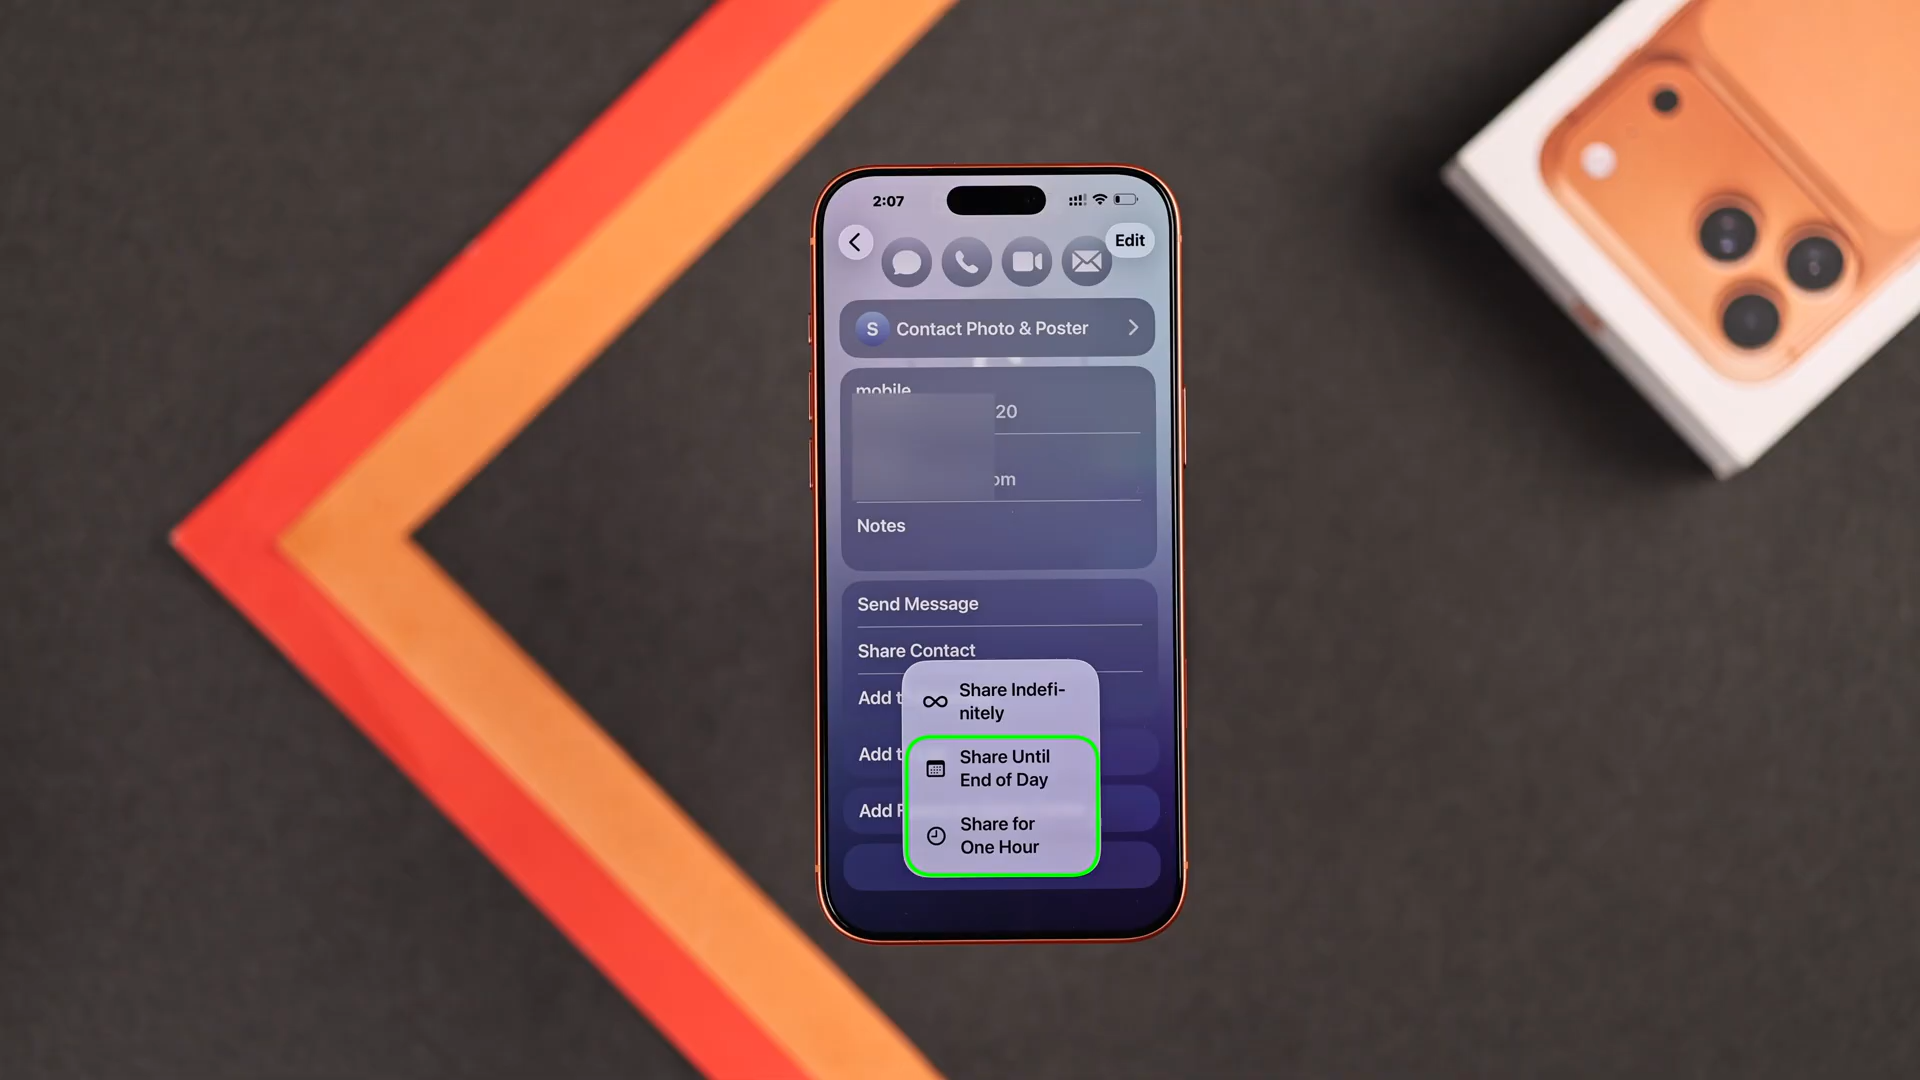 2:07
Edit
S Contact Photo & Poster
mobile
20
om
Notes
Send Message
Share Contact
Add t
Share Indefi-
nitely
Add t
Share Until
End of Day
Add
Share for
One Hour